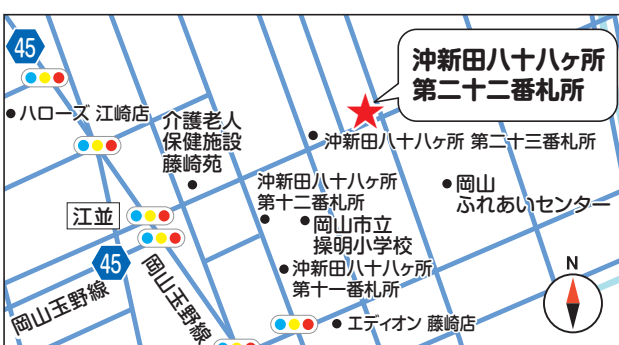 45
沖新田八十八ヶ所
第二十二番札所
ハローズ 江崎店
介護老人
保健施設
藤崎苑
沖新田八十八ヶ所 第二十三番札所
沖新田八十八ヶ所
第十二番札所
岡山
ふれあいセンター
江並
岡山市立
操明小学校
45
沖新田八十八ヶ所
第十一番札所
N
岡山玉野線
岡山玉野線
エディオン 藤崎店